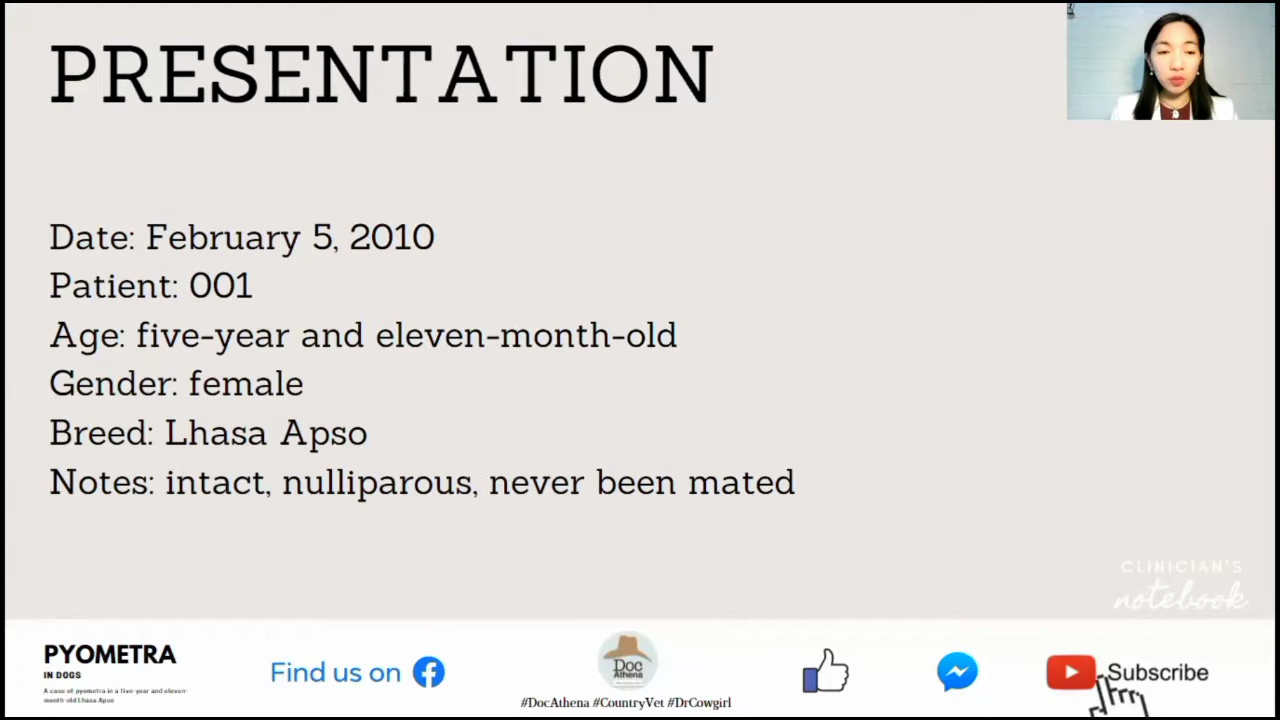 PRESENTATION
Date: February 5, 2010
Patient: 001
Age: five-year and eleven-month-old
Gender: female
Breed: Lhasa Apso
Notes: intact, nulliparous, never been mated
CLINICIAN'S
notebook
PYOMETRA
IN DOGS
A case of pyometra in a five-year and eleven-
month-old Lhasa Apso
Find us on
Doc
Athena
#DocAthena #CountryVet #DrCowgirl
Subscribe